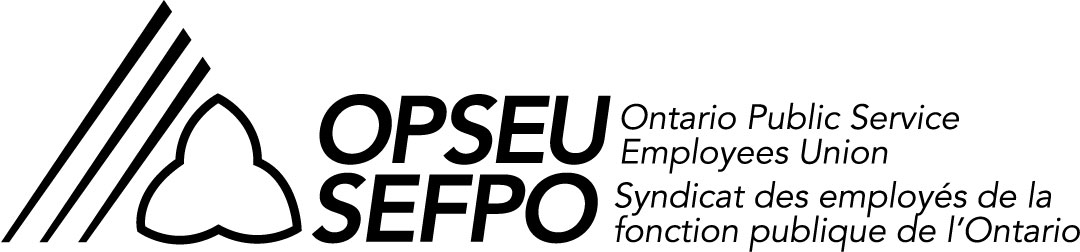 OPSEU
SEFPO
Ontario Public Service
Employees Union
Syndicat des employés de la
fonction publique de l'Ontario